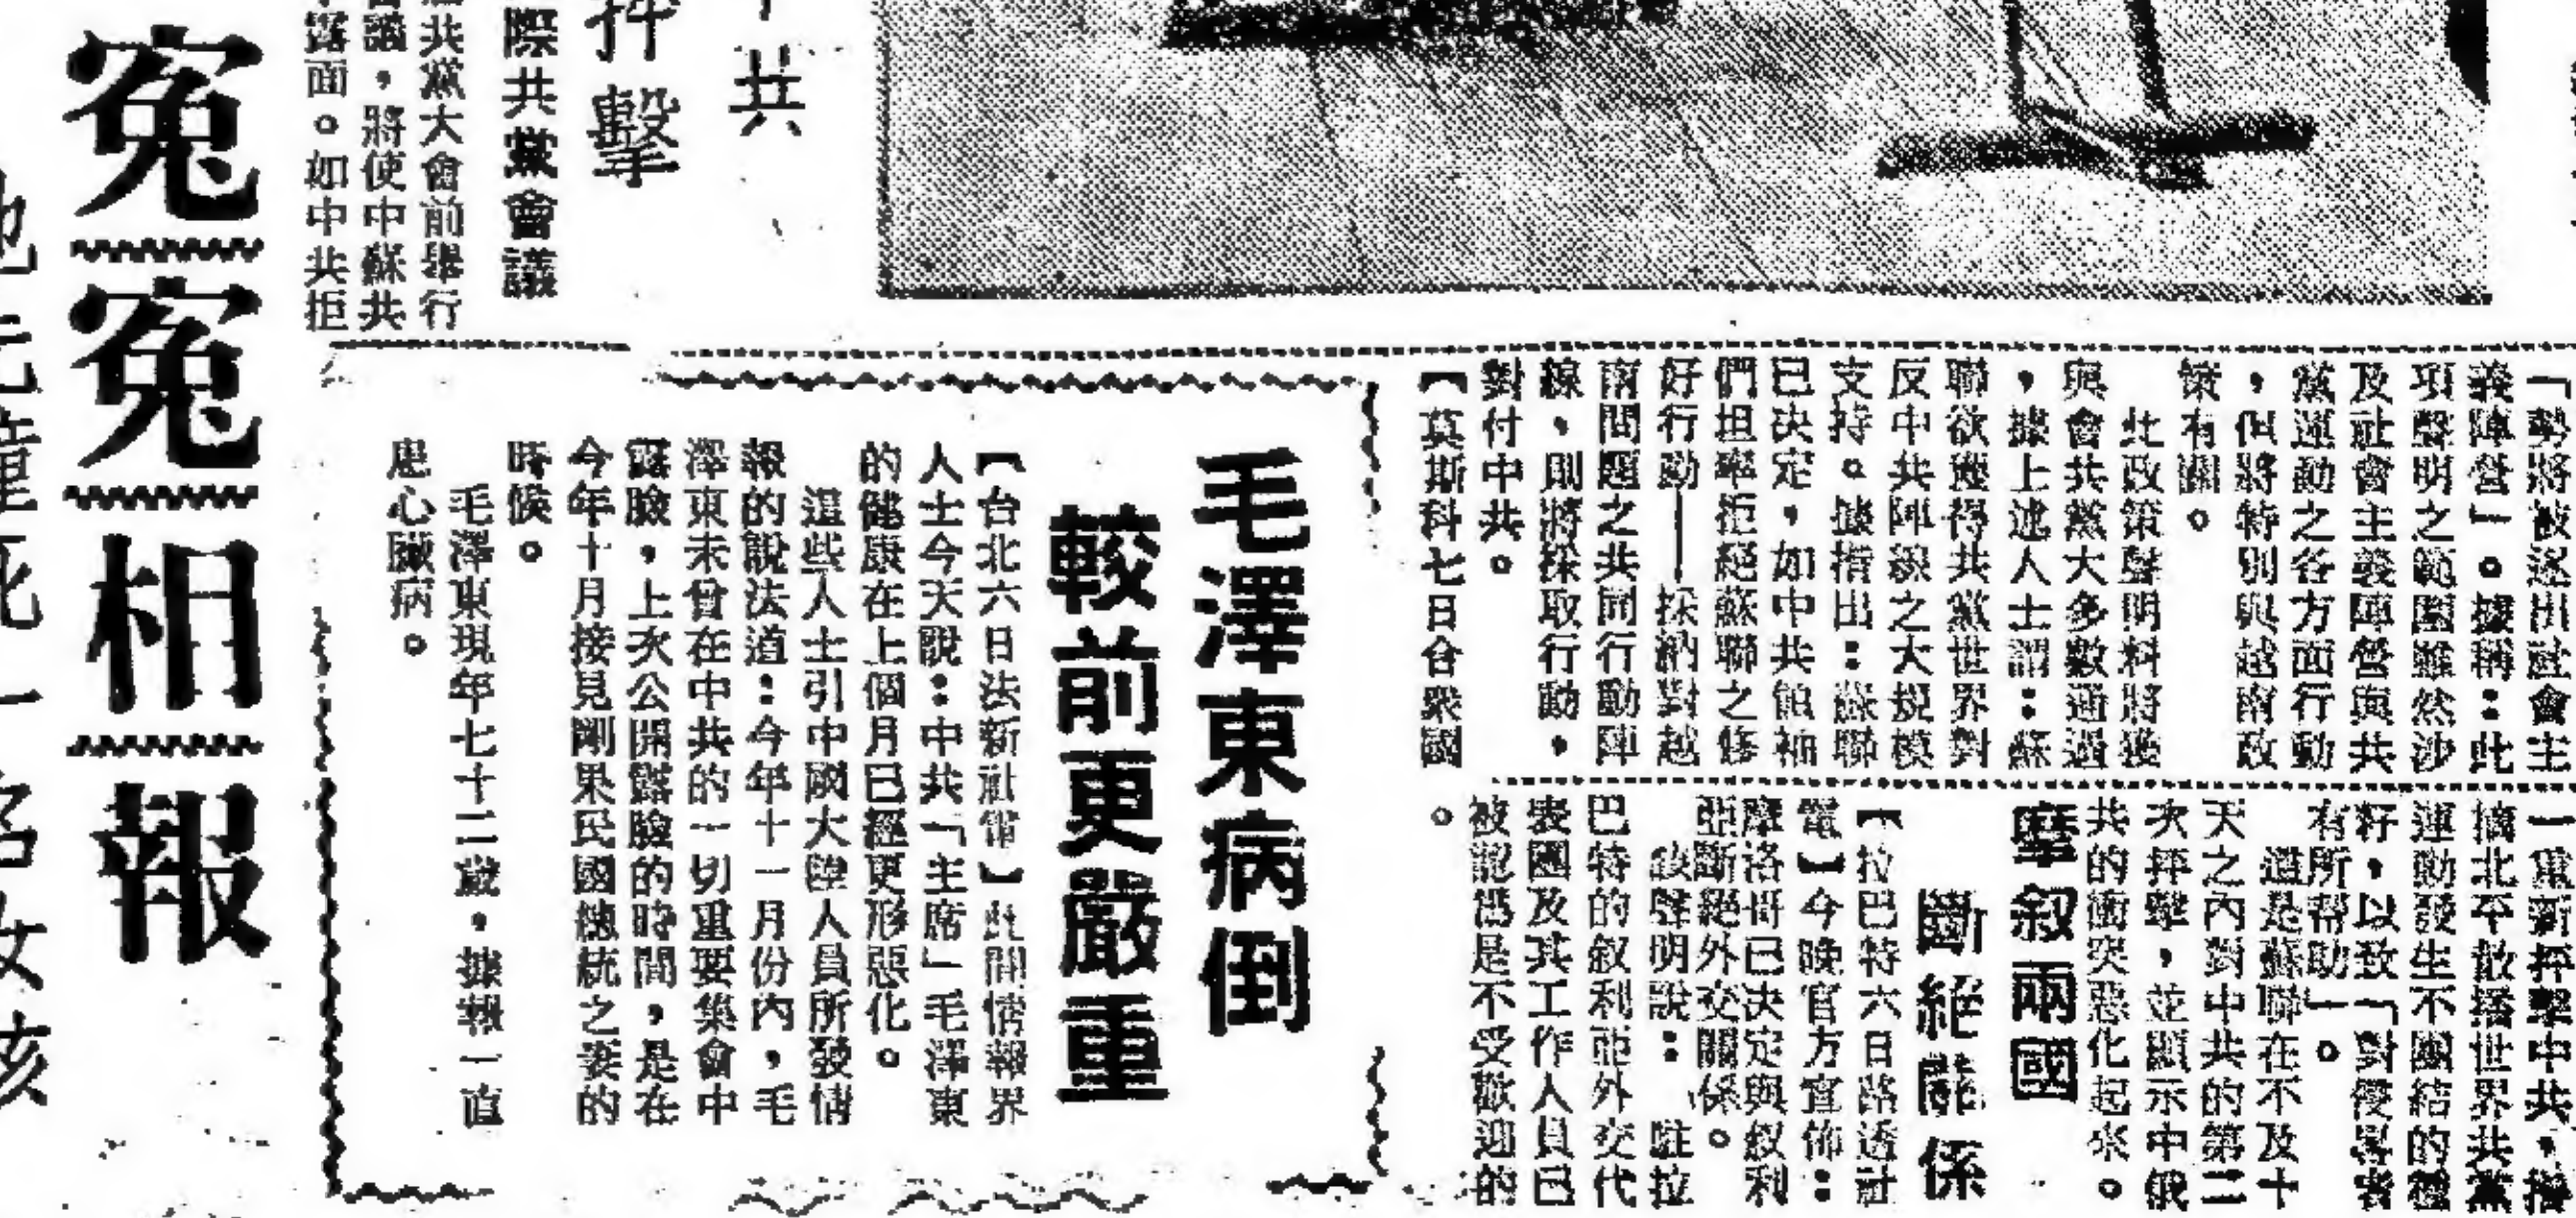 「勢將被逐出社會主
義陣營」。據稱：此
項聲明之範圍雖然涉
及社會主義陣營與共
黨運動之各方面行動
，但將特別與越南政
策有關。
此政策聲明料將獲
與會共黨大多數通過
，據上述人士謂：蘇
聯欲獲得共黨世界對
反中共陣線之大規模
支持。據指出：蘇聯
已決定，如中共領袖
們坦率拒絕蘇聯之修
好行動——採納對越
南問題之共同行動陣
線，則將採取行動，
對付中共。
【莫斯科七日合衆國
一重新抨擊中共，指
摘北平散播世界共黨
運動發生不團結的種
籽，以致「對侵畧者
有所幫助」。
這是蘇聯在不及十
天之內對中共的第二
次抨擊，並顯示中俄
共的衝突惡化起來。
摩叙兩國
斷絕關係
【拉巴特六日路透社
電】今晚官方宣佈：
摩洛哥已決定與叙利
亞斷絕外交關係。
該聲明說：駐拉
巴特的叙利亞外交代
表團及其工作人員已
被認爲是不受歡迎的
。
毛澤東病倒
較前更嚴重
【台北六日法新社電】此間情報界
人士今天說：中共「主席」毛澤東
的健康在上個月已經更形惡化。
這些人士引中國大陸人員所發情
報的說法道：今年十一月份內，毛
澤東未曾在中共的一切重要集會中
露臉，上次公開露臉的時間，是在
今年十月接見剛果民國總統之妻的
時候。
毛澤東現年七十二歲，據報一直
患心臟病。
共
抨擊
際共黨會議
共黨大會前舉行
會議，將使中蘇共
露面。如中共拒
冤冤相報
死一名女孩